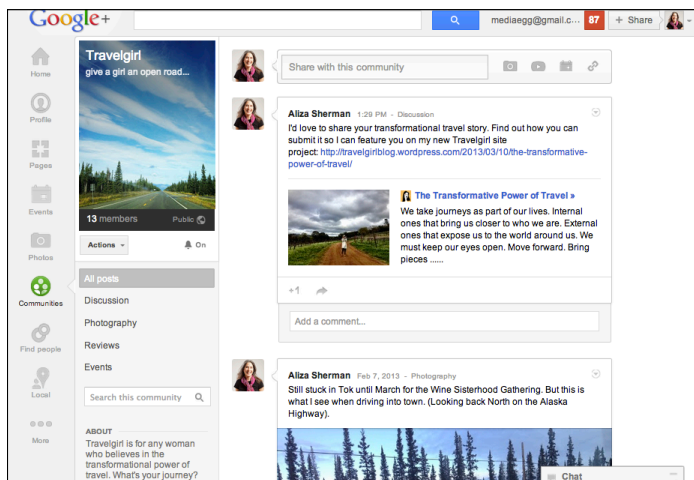 Google+
mediaegg@gmail.c...
87
+ Share
Home
Profile
Pages
Events
Photos
Communities
Find people
Local
More
Travelgirl
give a girl an open road...
13 members
Public
Actions
On
All posts
Discussion
Photography
Reviews
Events
Search this community
ABOUT
Travelgirl is for any woman
who believes in the
transformational power of
travel. What's your journey?
Share with this community
Aliza Sherman 1:29 PM - Discussion
I'd love to share your transformational travel story. Find out how you can
submit it so I can feature you on my new Travelgirl site
project: http://travelgirlblog.wordpress.com/2013/03/10/the-transformative-
power-of-travel/
The Transformative Power of Travel »
We take journeys as part of our lives. Internal
ones that bring us closer to who we are. External
ones that expose us to the world around us. We
must keep our eyes open. Move forward. Bring
pieces ......
+1
Add a comment...
Aliza Sherman Feb 7, 2013 - Photography
Still stuck in Tok until March for the Wine Sisterhood Gathering. But this is
what I see when driving into town. (Looking back North on the Alaska
Highway).
Chat